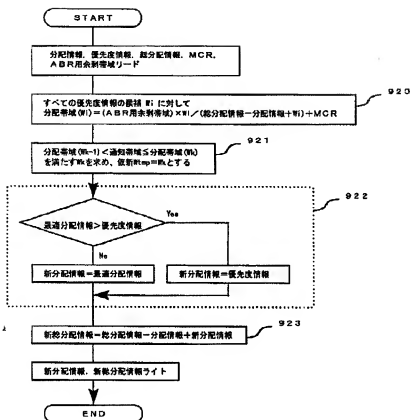 START
分配情報,優先度情報,総分配情報,MCR,
ABR用余剰帯域リード
920
すべての優先度情報の候補 Wi に対して
分配帯域(Wi)=(ABR用余剰帯域)×Wi/(総分配情報−分配情報+Wi)+MCR
921
分配帯域(Wk-1)<通知帯域≦分配帯域(Wk)
を満たすWkを求め、仮新Wtmp=Wkとする
922
最適分配情報>優先度情報
Yes
No
新分配情報=最適分配情報
新分配情報=優先度情報
923
新総分配情報=総分配情報−分配情報+新分配情報
新分配情報,新総分配情報ライト
END